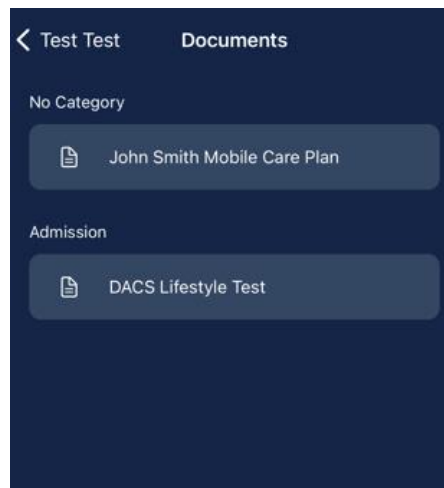 Test Test Documents
No Category
John Smith Mobile Care Plan
Admission
DACS Lifestyle Test